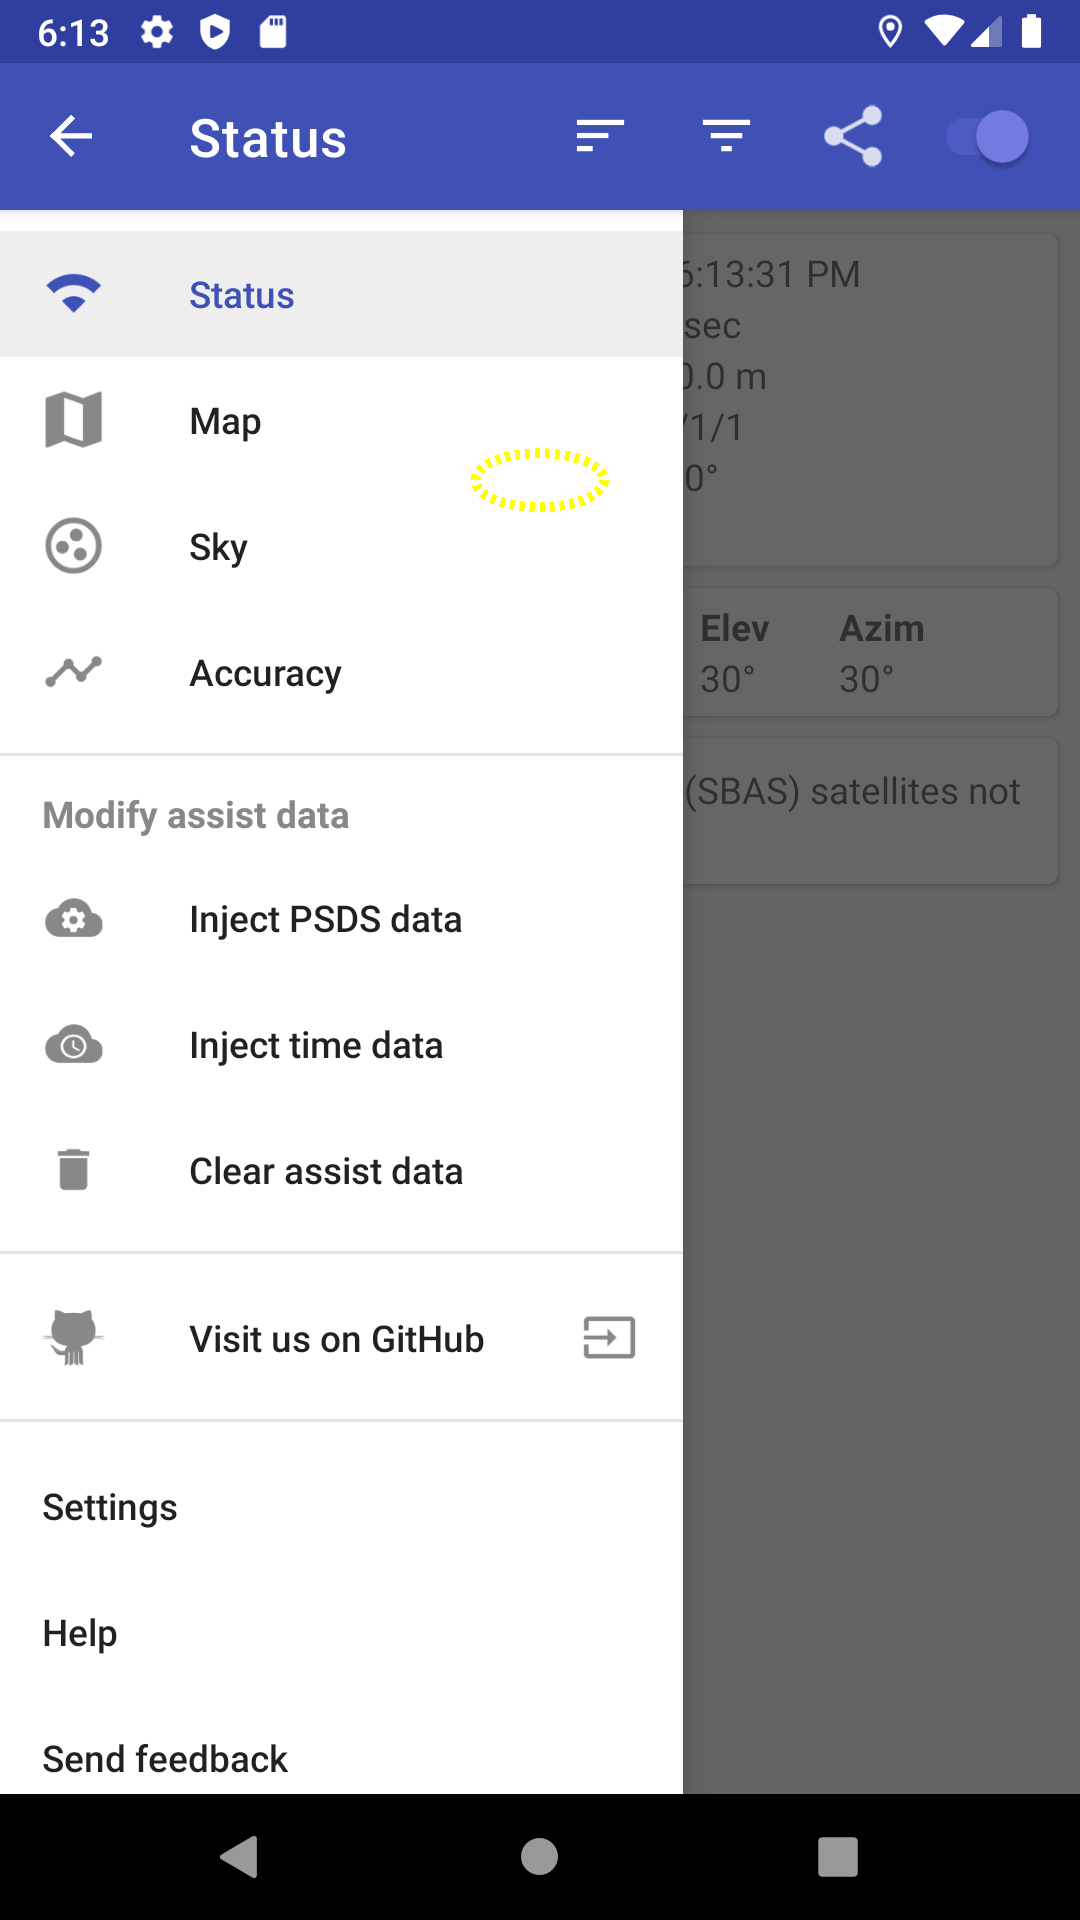 6:13
Status
Status
6:13:31 PM
sec
0.0 m
/1/1
0°
Map
Sky
Elev Azim
30° 30°
Accuracy
(SBAS) satellites not
Modify assist data
Inject PSDS data
Inject time data
Clear assist data
Visit us on GitHub
Settings
Help
Send feedback